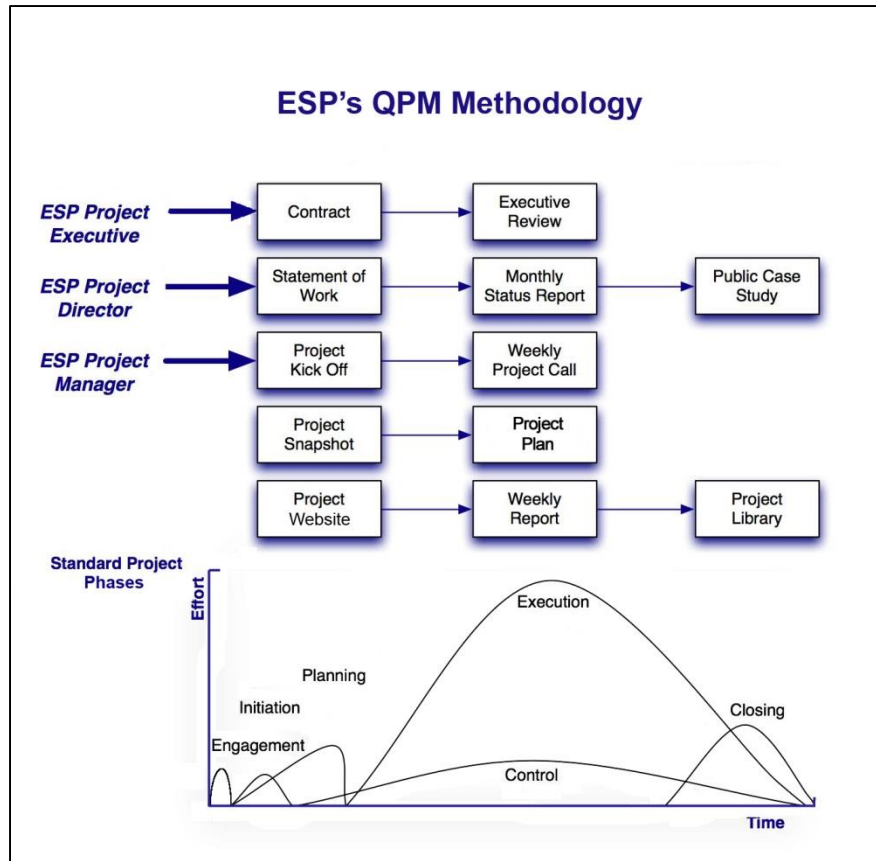 ESP's QPM Methodology
ESP Project
Executive
Contract
Executive
Review
ESP Project
Director
Statement of
Work
Monthly
Status Report
Public Case
Study
ESP Project
Manager
Project
Kick Off
Weekly
Project Call
Project
Snapshot
Project
Plan
Project
Website
Weekly
Report
Project
Library
Standard Project
Phases
Effort
Execution
Planning
Initiation
Closing
Engagement
Control
Time